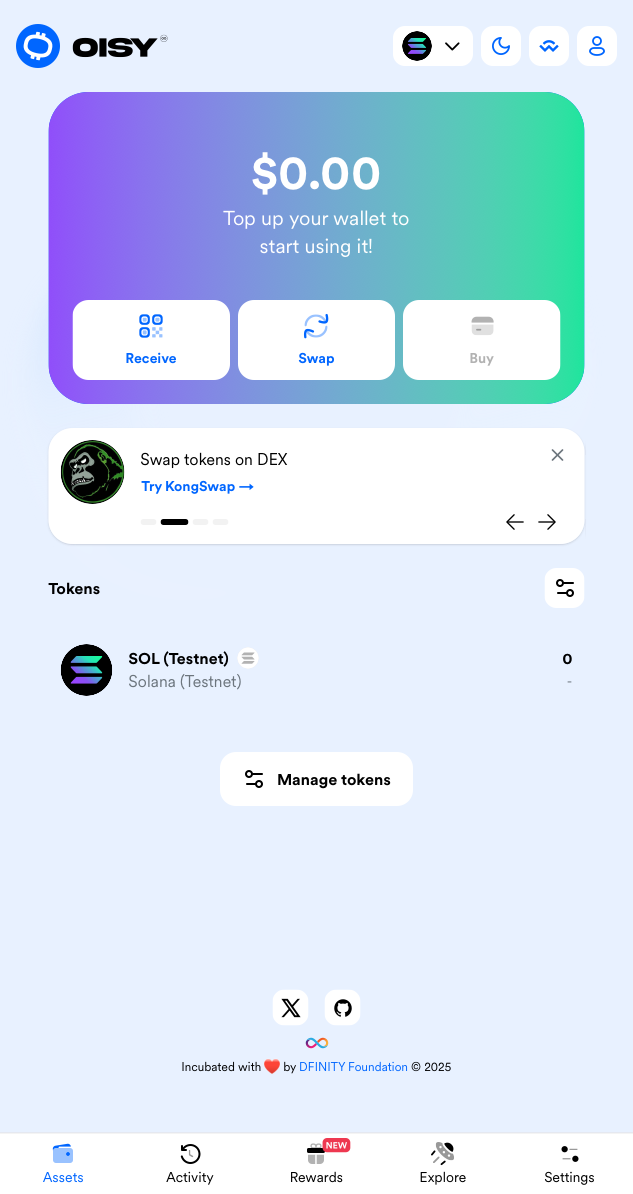 OISY
$0.00
Top up your wallet to
start using it!
Receive
Swap
Buy
Swap tokens on DEX
Try KongSwap →
Tokens
SOL (Testnet)
0
Solana (Testnet)
-
Manage tokens
Incubated with ❤️ by DFINITY Foundation © 2025
NEW
Assets
Activity
Rewards
Explore
Settings